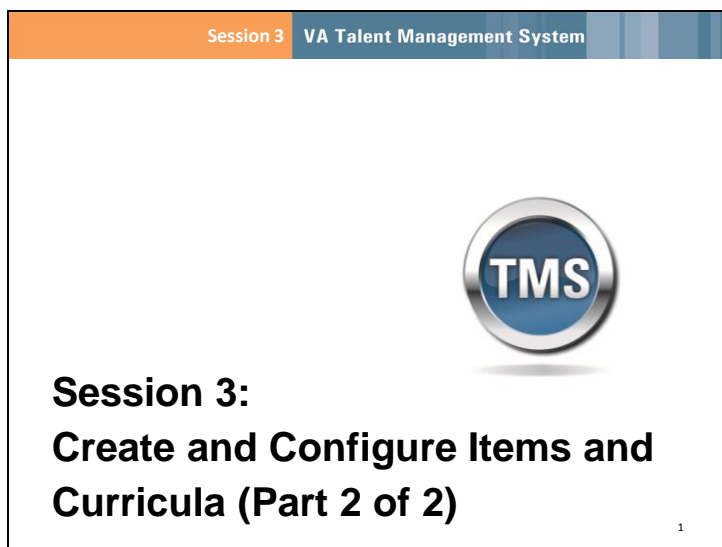 Session 3 VA Talent Management System
TMS
Session 3:
Create and Configure Items and
Curricula (Part 2 of 2)
1